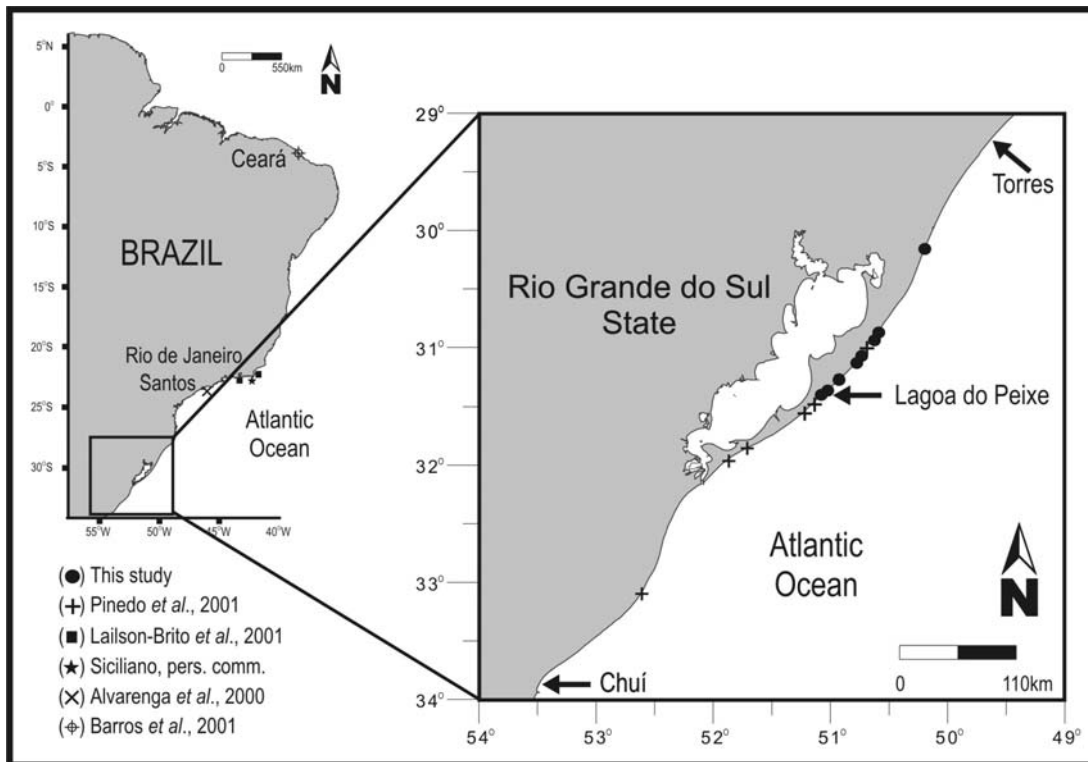 5°N
0°
5°S
10°S
15°S
20°S
25°S
30°S
55°W
50°W
45°W
40°W
0
550km
N
Ceará
BRAZIL
Rio de Janeiro
Santos
Atlantic
Ocean
(●) This study
(+) Pinedo et al., 2001
(■) Lailson-Brito et al., 2001
(★) Siciliano, pers. comm.
(×) Alvarenga et al., 2000
(⌖) Barros et al., 2001
29°
30°
31°
32°
33°
34°
54°
53°
52°
51°
50°
49°
Torres
Rio Grande do Sul
State
Lagoa do Peixe
Atlantic
Ocean
Chuí
N
0
110km